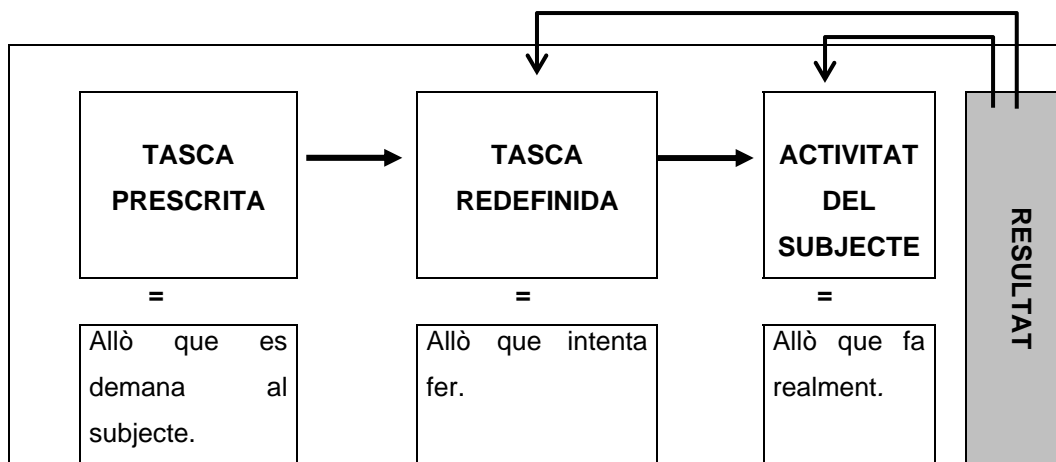 TASCA
PRESCRITA
TASCA
REDEFINIDA
ACTIVITAT
DEL
SUBJECTE
RESULTAT
=
=
=
Allò que es
demana al
subjecte.
Allò que intenta
fer.
Allò que fa
realment.